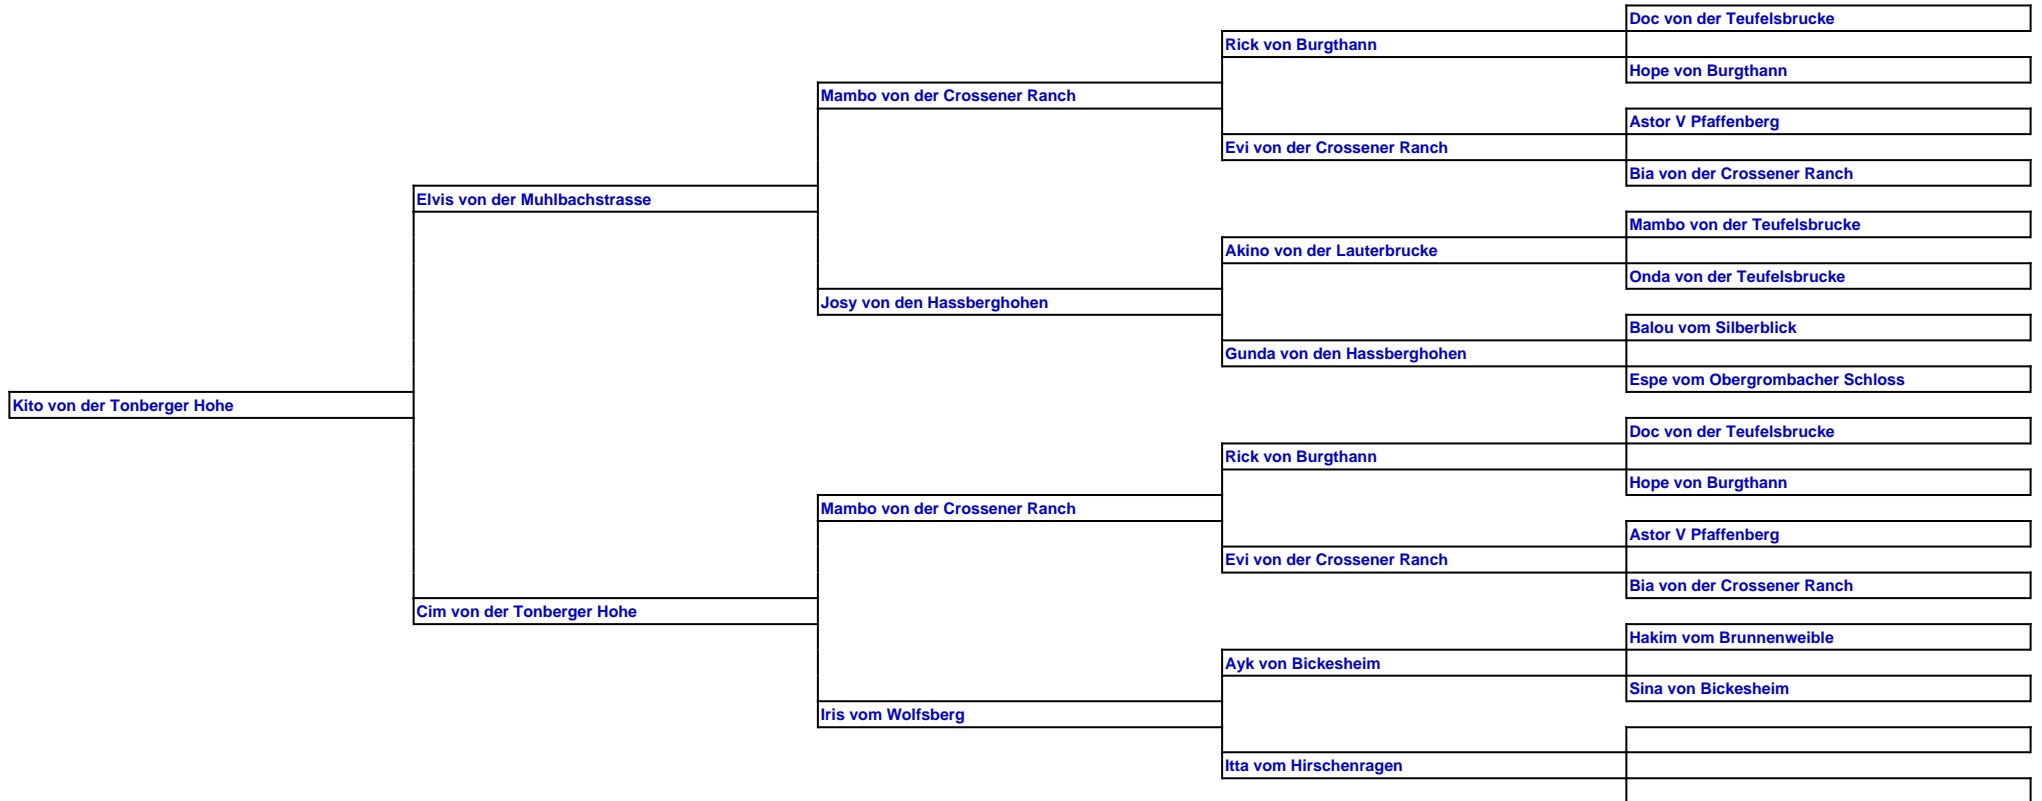 Doc von der Teufelsbrucke
Rick von Burgthann
Hope von Burgthann
Mambo von der Crossener Ranch
Astor V Pfaffenberg
Evi von der Crossener Ranch
Bia von der Crossener Ranch
Elvis von der Muhlbachstrasse
Mambo von der Teufelsbrucke
Akino von der Lauterbrucke
Onda von der Teufelsbrucke
Josy von den Hassberghohen
Balou vom Silberblick
Gunda von den Hassberghohen
Espe vom Obergrombacher Schloss
Kito von der Tonberger Hohe
Doc von der Teufelsbrucke
Rick von Burgthann
Hope von Burgthann
Mambo von der Crossener Ranch
Astor V Pfaffenberg
Evi von der Crossener Ranch
Bia von der Crossener Ranch
Cim von der Tonberger Hohe
Hakim vom Brunnenweible
Ayk von Bickesheim
Sina von Bickesheim
Iris vom Wolfsberg
Itta vom Hirschenragen